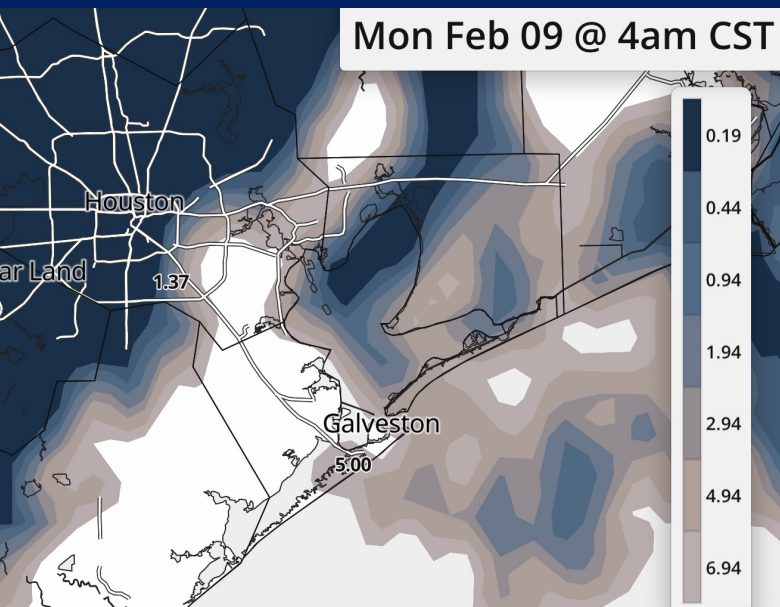 Mon Feb 09 @ 4am CST
0.19
Houston
0.44
ar Land
1.37
0.94
1.94
Galveston
2.94
5.00
4.94
6.94